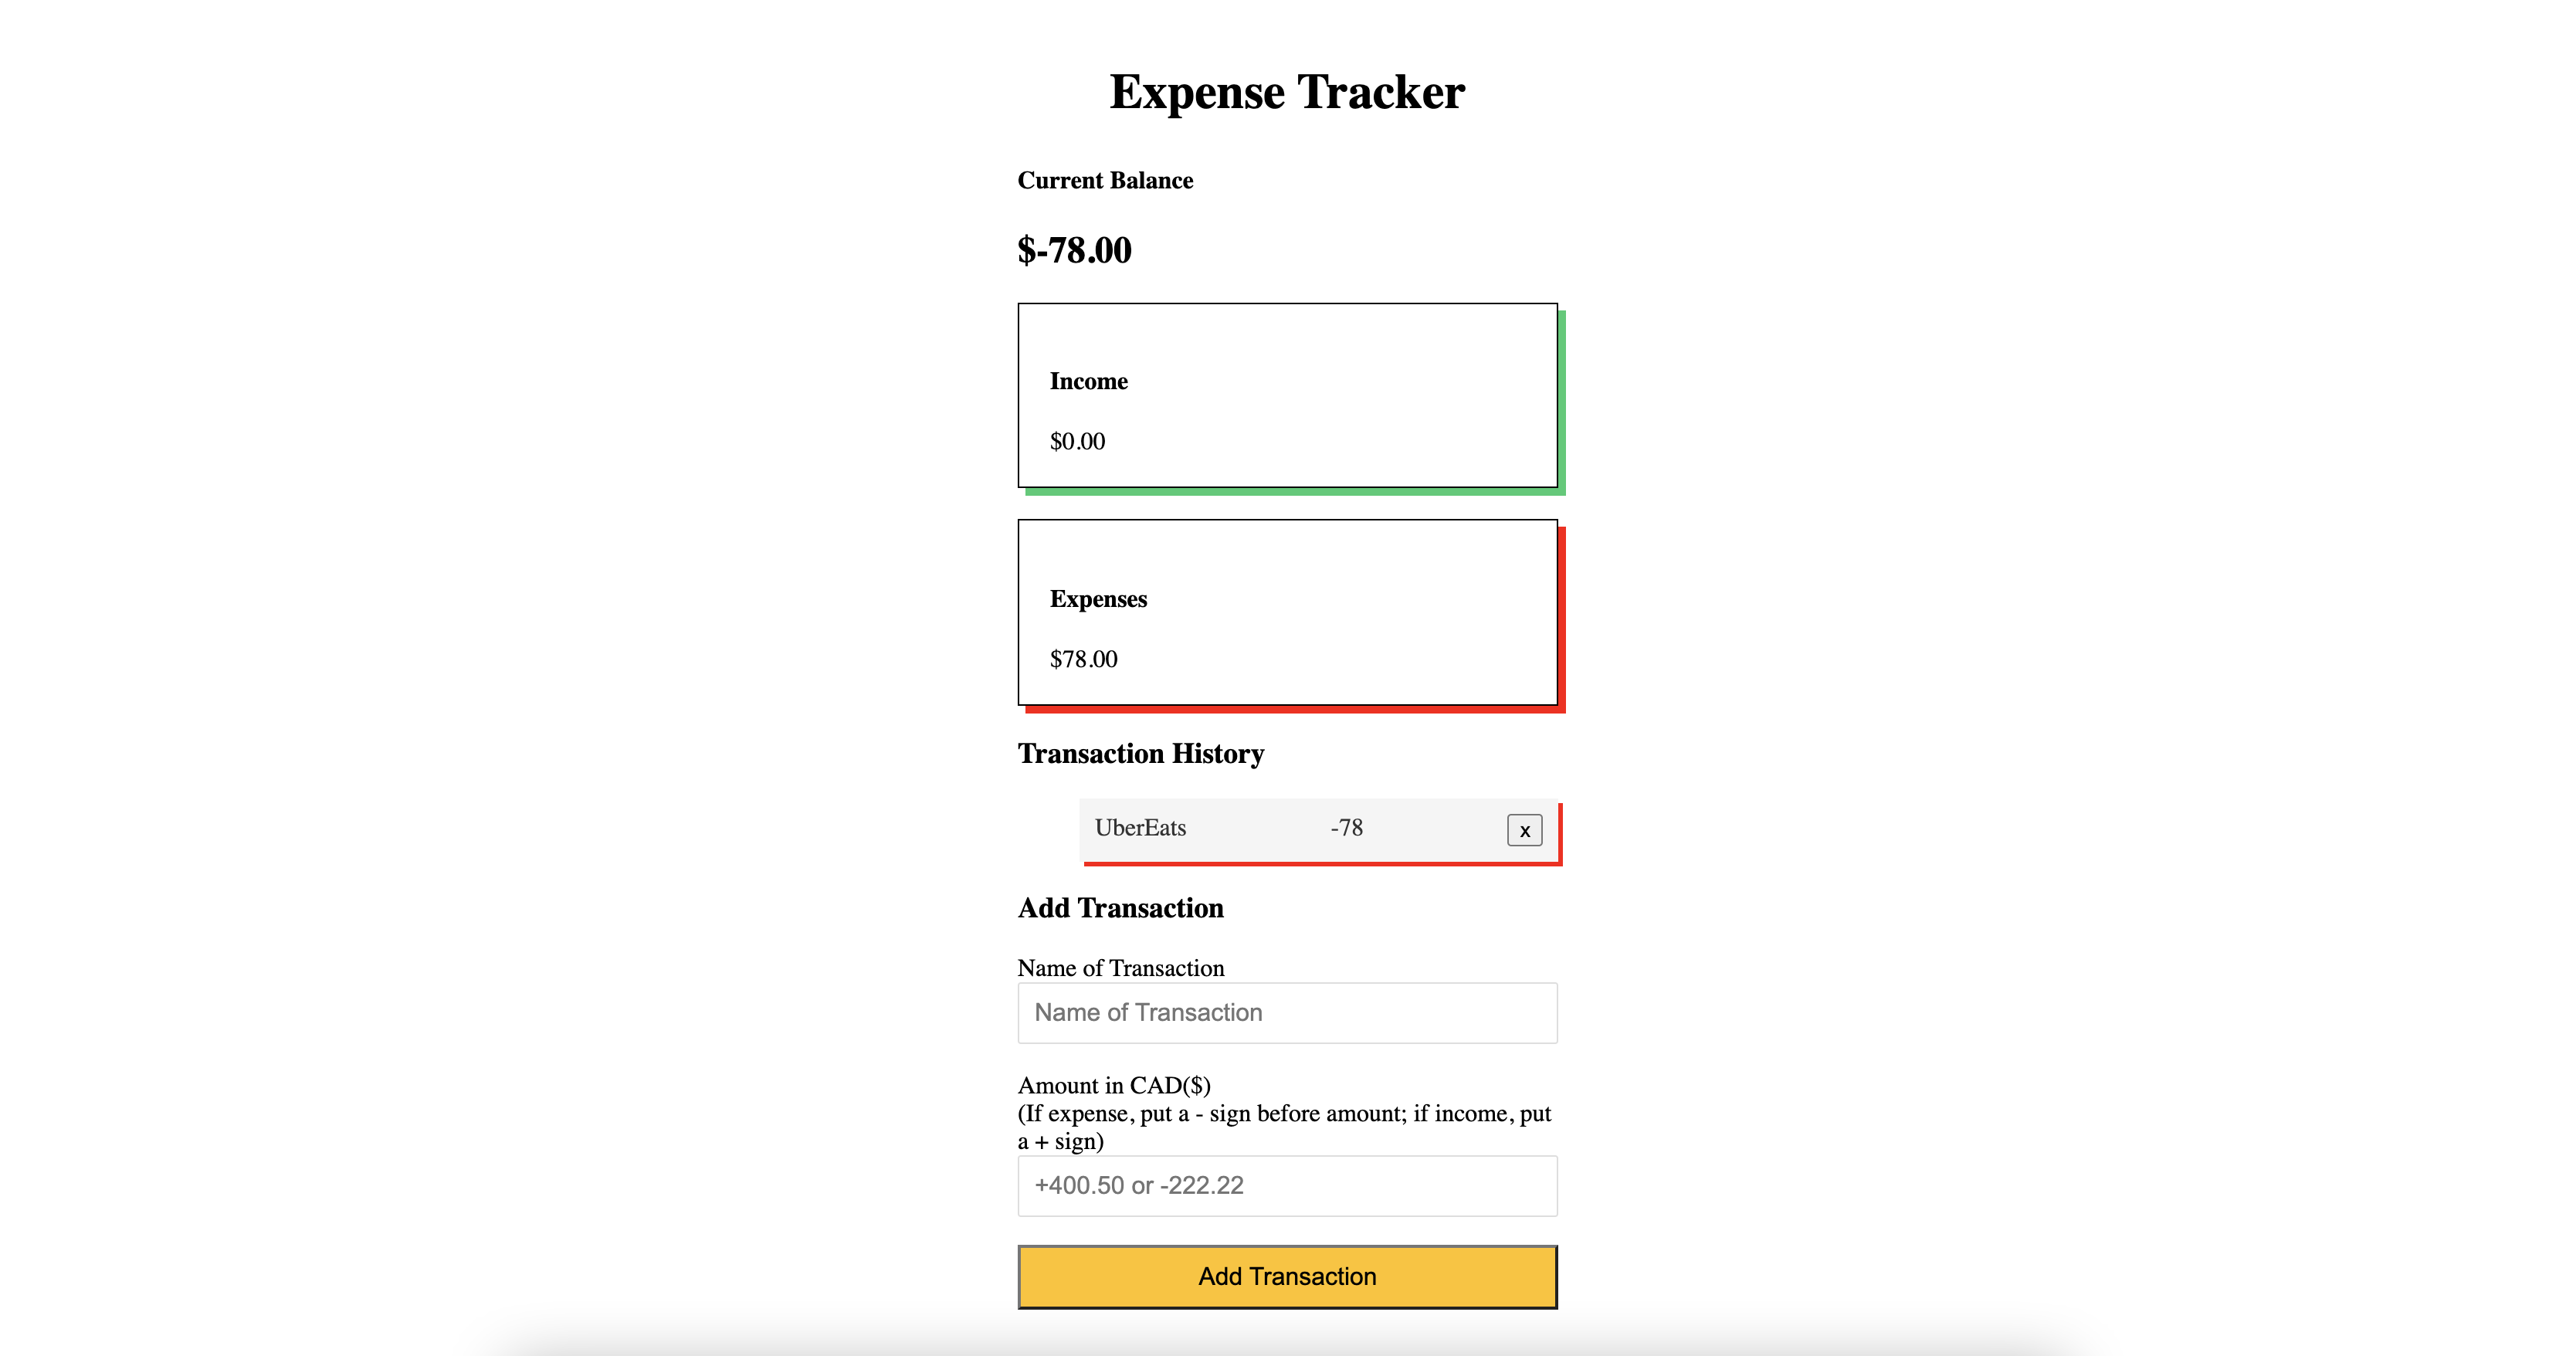 Expense Tracker
Current Balance
$-78.00
Income
$0.00
Expenses
$78.00
Transaction History
UberEats -78 x
Add Transaction
Name of Transaction
Name of Transaction
Amount in CAD($)
(If expense, put a - sign before amount; if income, put
a + sign)
+400.50 or -222.22
Add Transaction